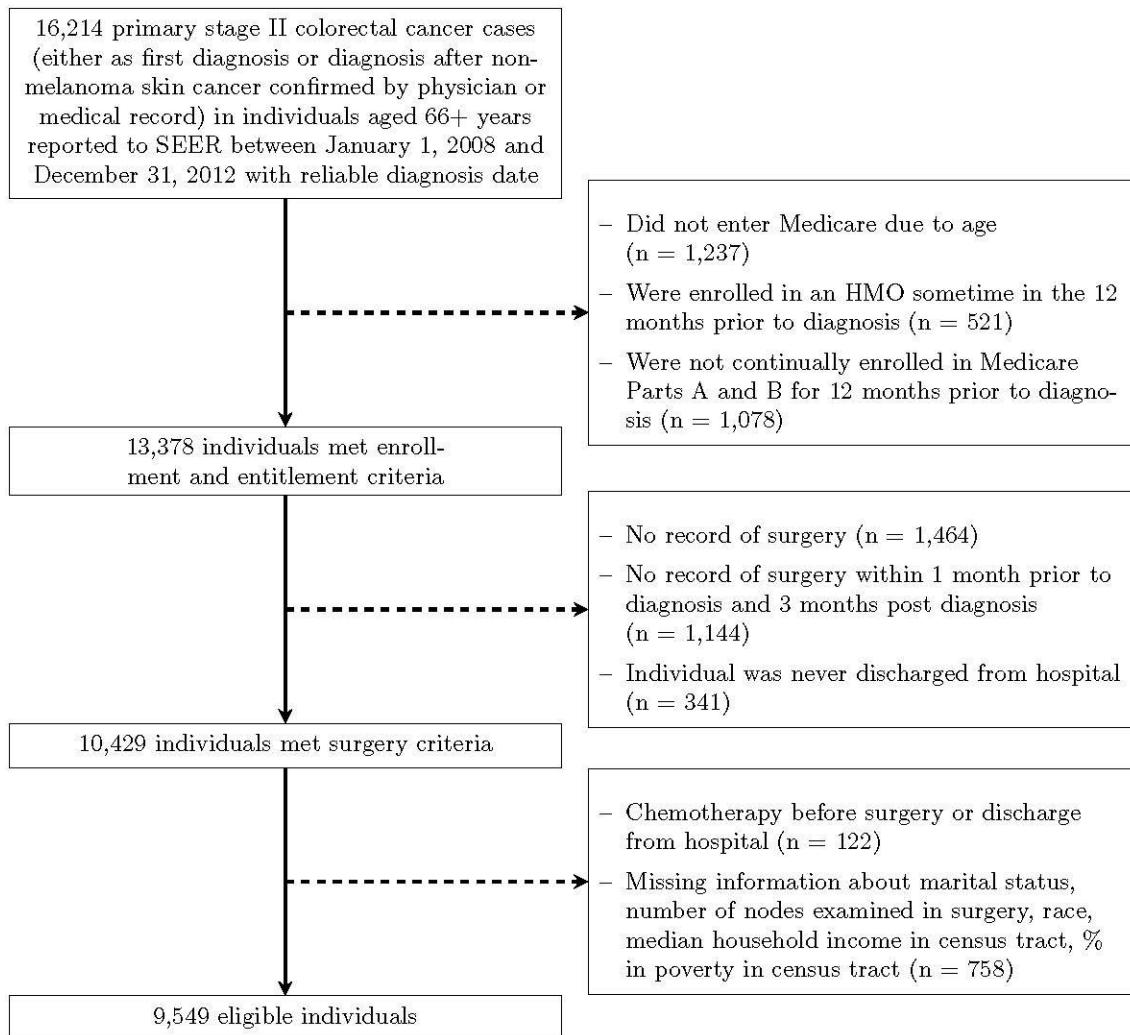 16,214 primary stage II colorectal cancer cases
(either as first diagnosis or diagnosis after non-
melanoma skin cancer confirmed by physician or
medical record) in individuals aged 66+ years
reported to SEER between January 1, 2008 and
December 31, 2012 with reliable diagnosis date
– Did not enter Medicare due to age
(n = 1,237)
– Were enrolled in an HMO sometime in the 12
months prior to diagnosis (n = 521)
– Were not continually enrolled in Medicare
Parts A and B for 12 months prior to diagno-
sis (n = 1,078)
13,378 individuals met enroll-
ment and entitlement criteria
– No record of surgery (n = 1,464)
– No record of surgery within 1 month prior to
diagnosis and 3 months post diagnosis
(n = 1,144)
– Individual was never discharged from hospital
(n = 341)
10,429 individuals met surgery criteria
– Chemotherapy before surgery or discharge
from hospital (n = 122)
– Missing information about marital status,
number of nodes examined in surgery, race,
median household income in census tract, %
in poverty in census tract (n = 758)
9,549 eligible individuals